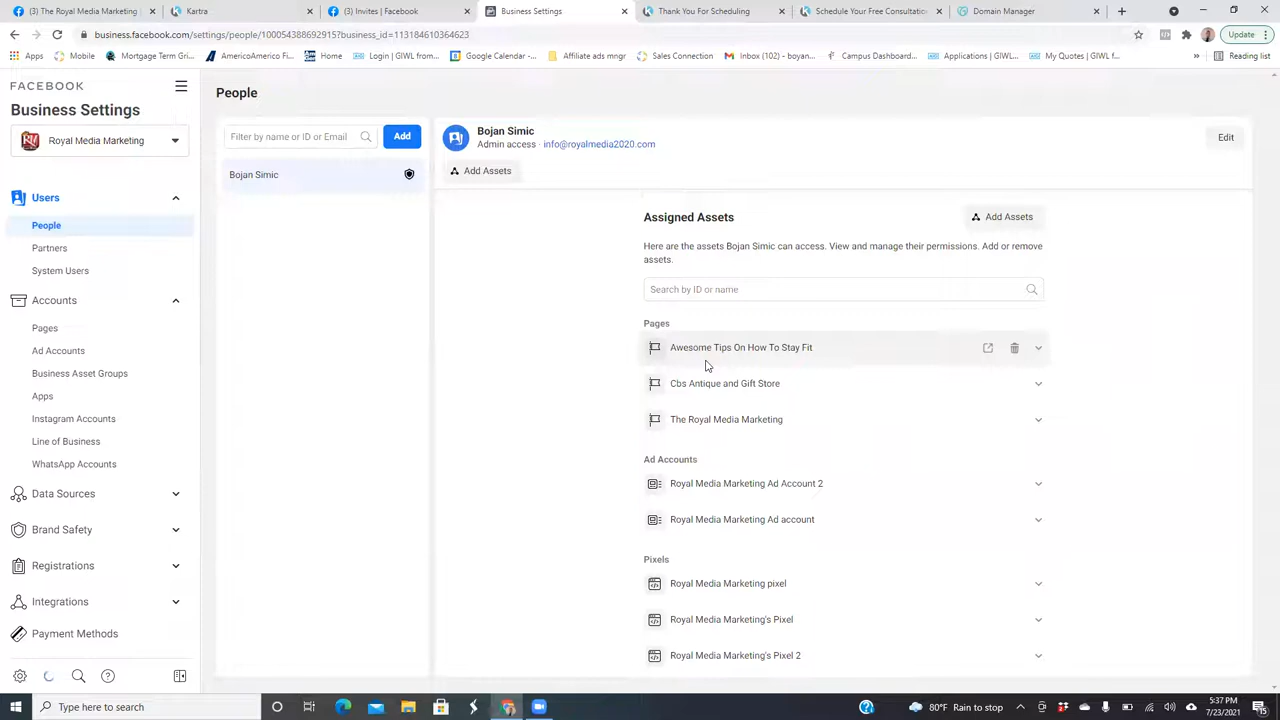 (3) The Royal Media Marketing
Kartra
(3) Invites | Facebook
Business Settings
Thank You For Scheduling
Schedule Your Free Consultatio
Domain Manager
business.facebook.com/settings/people/100054388692915?business_id=113184610364623
Update
Apps
Mobile
Mortgage Term Gri...
AmericoAmerico Fi...
Home
Login | GIWL from...
Google Calendar -...
Affiliate ads mngr
Sales Connection
Inbox (102) - boyan...
Campus Dashboard...
Applications | GIWL...
My Quotes | GIWL f...
Reading list
FACEBOOK
Business Settings
Royal Media Marketing
Users
People
Partners
System Users
Accounts
Pages
Ad Accounts
Business Asset Groups
Apps
Instagram Accounts
Line of Business
WhatsApp Accounts
Data Sources
Brand Safety
Registrations
Integrations
Payment Methods
People
Filter by name or ID or Email
Add
Bojan Simic
Bojan Simic
Admin access · info@royalmedia2020.com
Edit
Add Assets
Assigned Assets
Add Assets
Here are the assets Bojan Simic can access. View and manage their permissions. Add or remove
assets.
Search by ID or name
Pages
Awesome Tips On How To Stay Fit
Cbs Antique and Gift Store
The Royal Media Marketing
Ad Accounts
Royal Media Marketing Ad Account 2
Royal Media Marketing Ad account
Pixels
Royal Media Marketing pixel
Royal Media Marketing's Pixel
Royal Media Marketing's Pixel 2
Type here to search
80°F Rain to stop
5:37 PM
7/23/2021